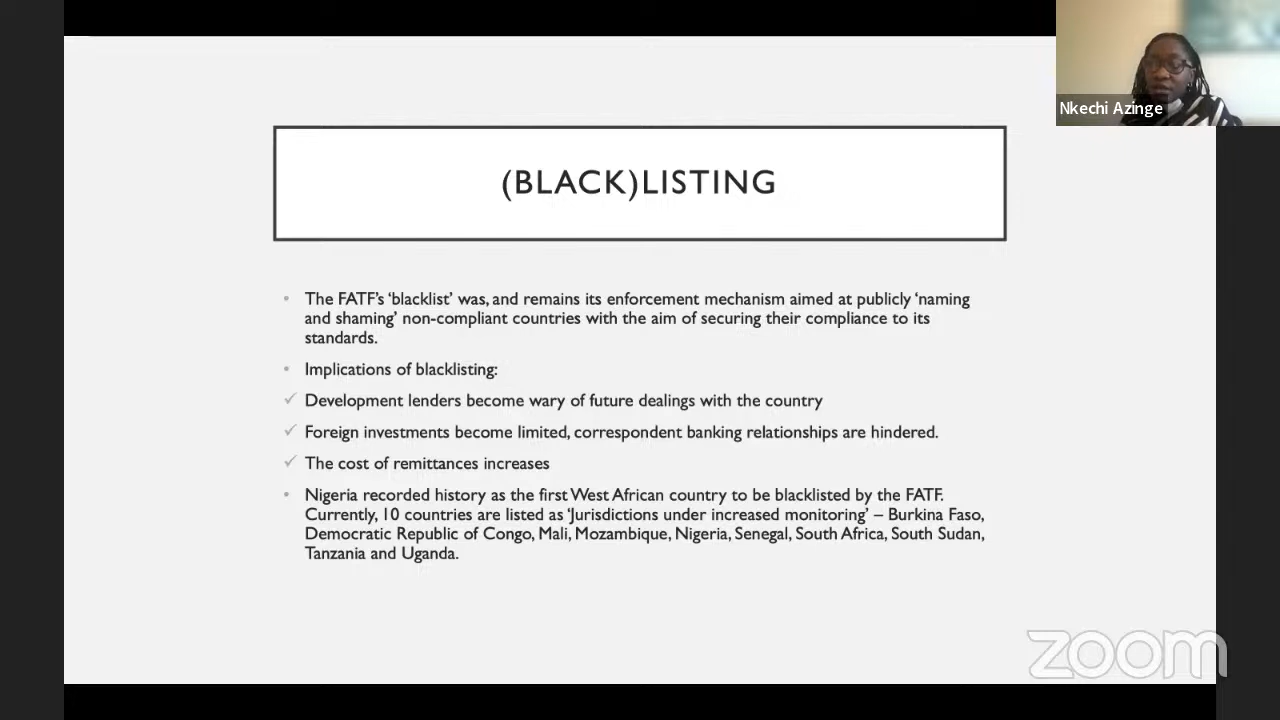 Nkechi Azinge
(BLACK)LISTING
The FATF's 'blacklist' was, and remains its enforcement mechanism aimed at publicly 'naming
and shaming' non-compliant countries with the aim of securing their compliance to its
standards.
Implications of blacklisting:
Development lenders become wary of future dealings with the country
Foreign investments become limited, correspondent banking relationships are hindered.
The cost of remittances increases
Nigeria recorded history as the first West African country to be blacklisted by the FATF.
Currently, 10 countries are listed as 'Jurisdictions under increased monitoring' – Burkina Faso,
Democratic Republic of Congo, Mali, Mozambique, Nigeria, Senegal, South Africa, South Sudan,
Tanzania and Uganda.
zoom